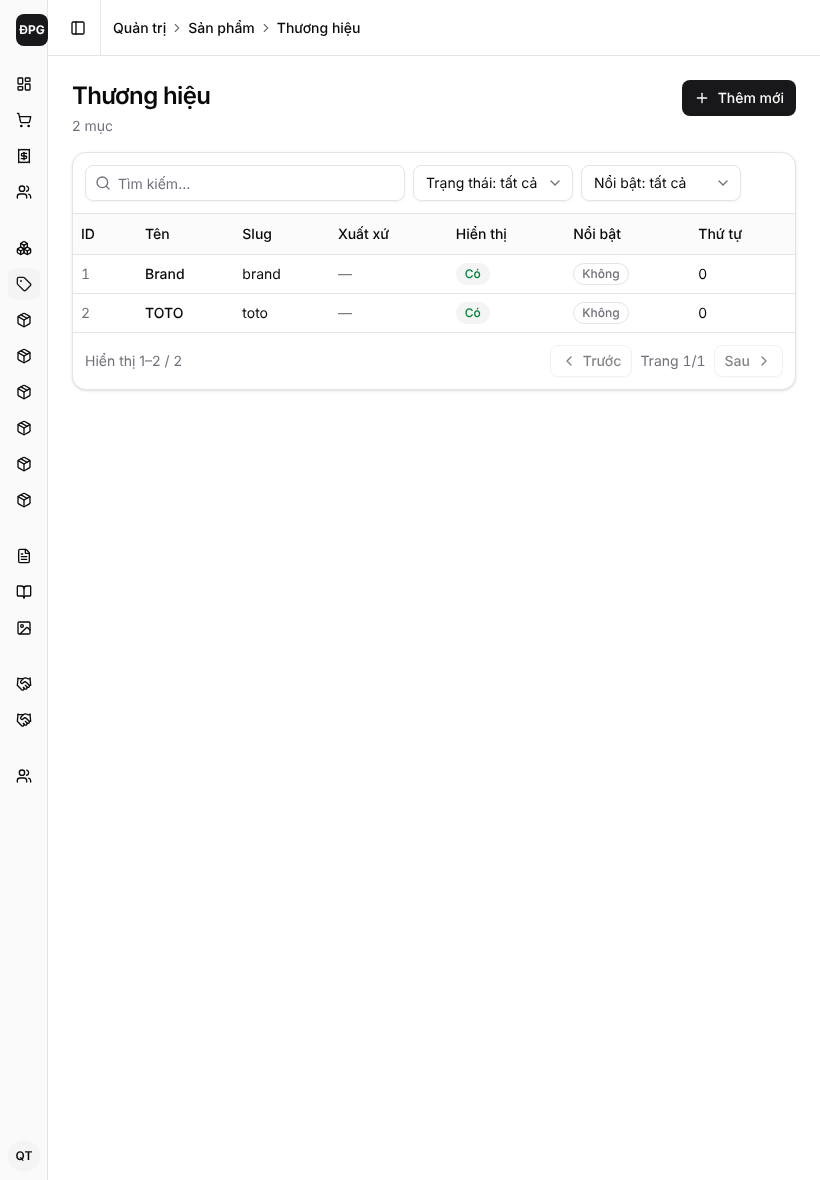 ĐPG
Quản trị > Sản phẩm > Thương hiệu
Thương hiệu
Thêm mới
2 mục
Tìm kiếm...
Trạng thái: tất cả
Nổi bật: tất cả
ID Tên Slug Xuất xứ Hiển thị Nổi bật Thứ tự
1 Brand brand — Có Không 0
2 TOTO toto — Có Không 0
Hiển thị 1–2 / 2
Trước Trang 1/1 Sau
QT